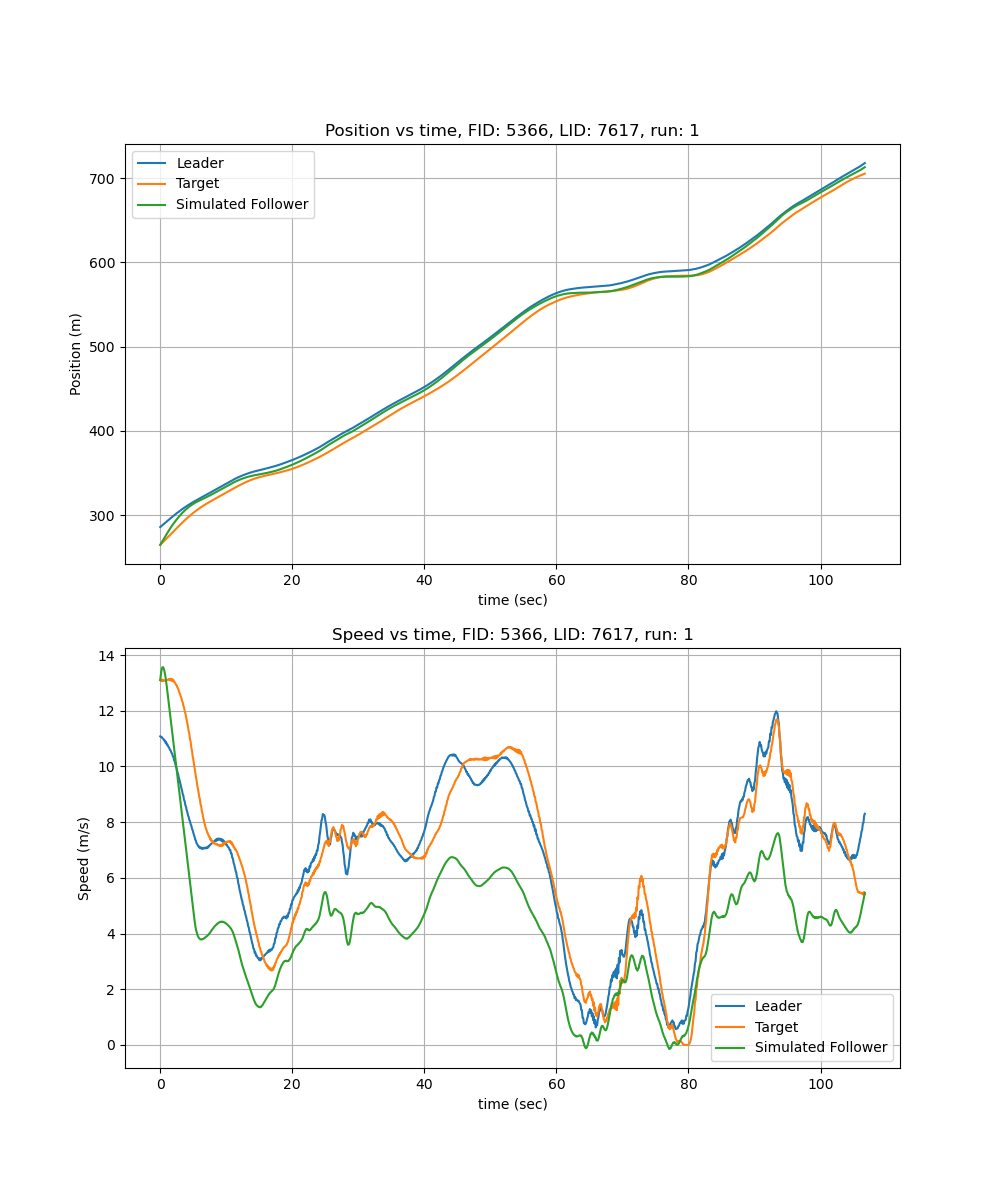 Position vs time, FID: 5366, LID: 7617, run: 1
Leader
Target
Simulated Follower
Position (m)
700
600
500
400
300
0 20 40 60 80 100
time (sec)
Speed vs time, FID: 5366, LID: 7617, run: 1
Speed (m/s)
14
12
10
8
6
4
2
0
Leader
Target
Simulated Follower
0 20 40 60 80 100
time (sec)